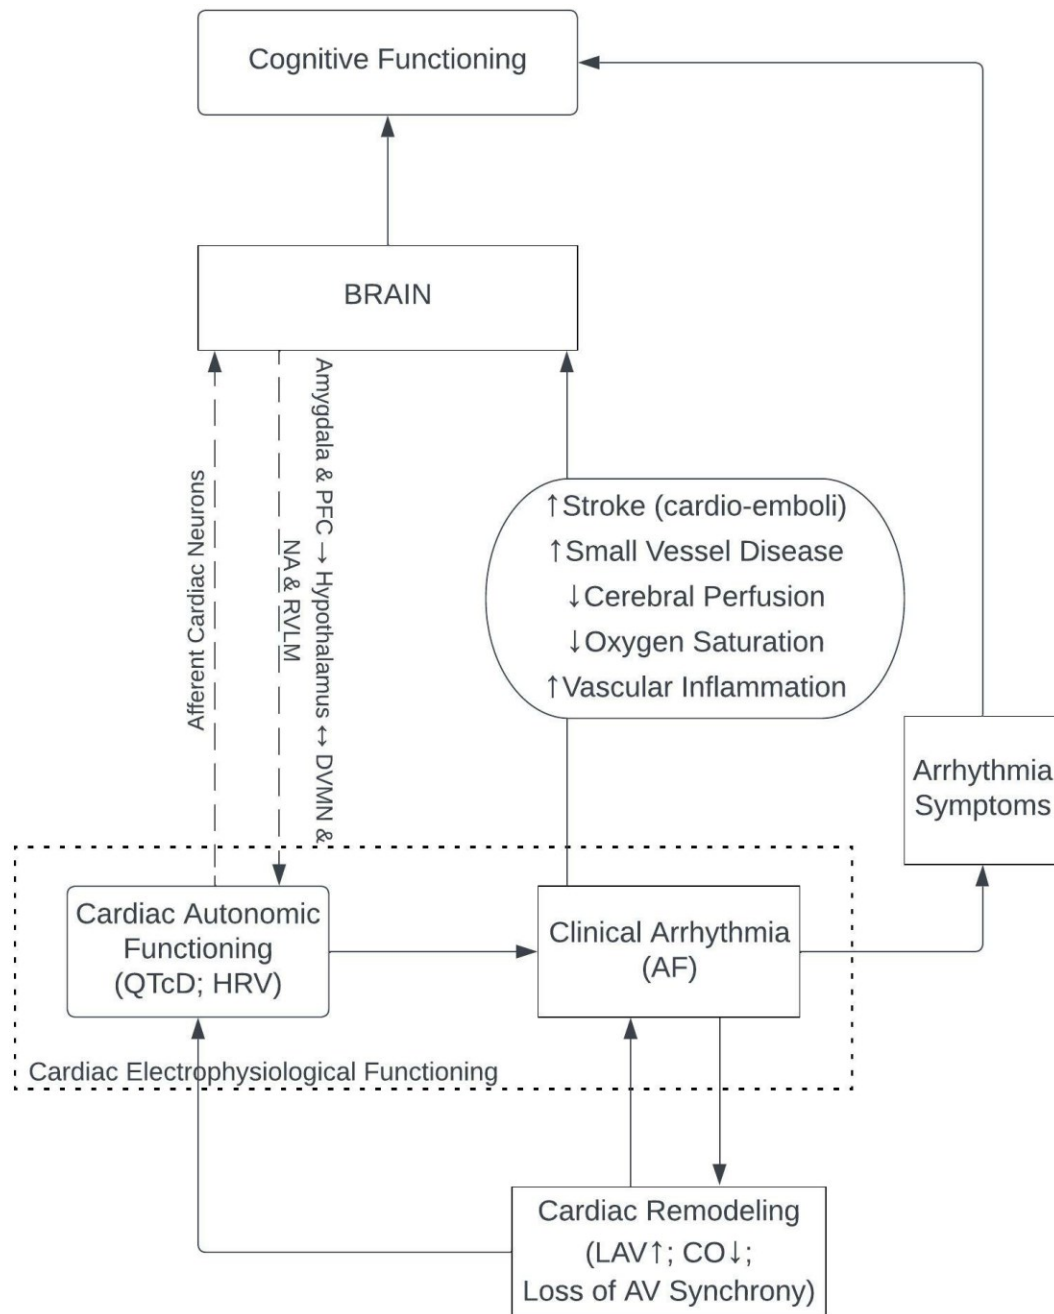 Cognitive Functioning
BRAIN
Afferent Cardiac Neurons
Amygdala & PFC → Hypothalamus ↔ DVMN &
NA & RVLM
↑Stroke (cardio-emboli)
↑Small Vessel Disease
↓Cerebral Perfusion
↓Oxygen Saturation
↑Vascular Inflammation
Arrhythmia
Symptoms
Cardiac Autonomic
Functioning
(QTcD; HRV)
Clinical Arrhythmia
(AF)
Cardiac Electrophysiological Functioning
Cardiac Remodeling
(LAV↑; CO↓;
Loss of AV Synchrony)